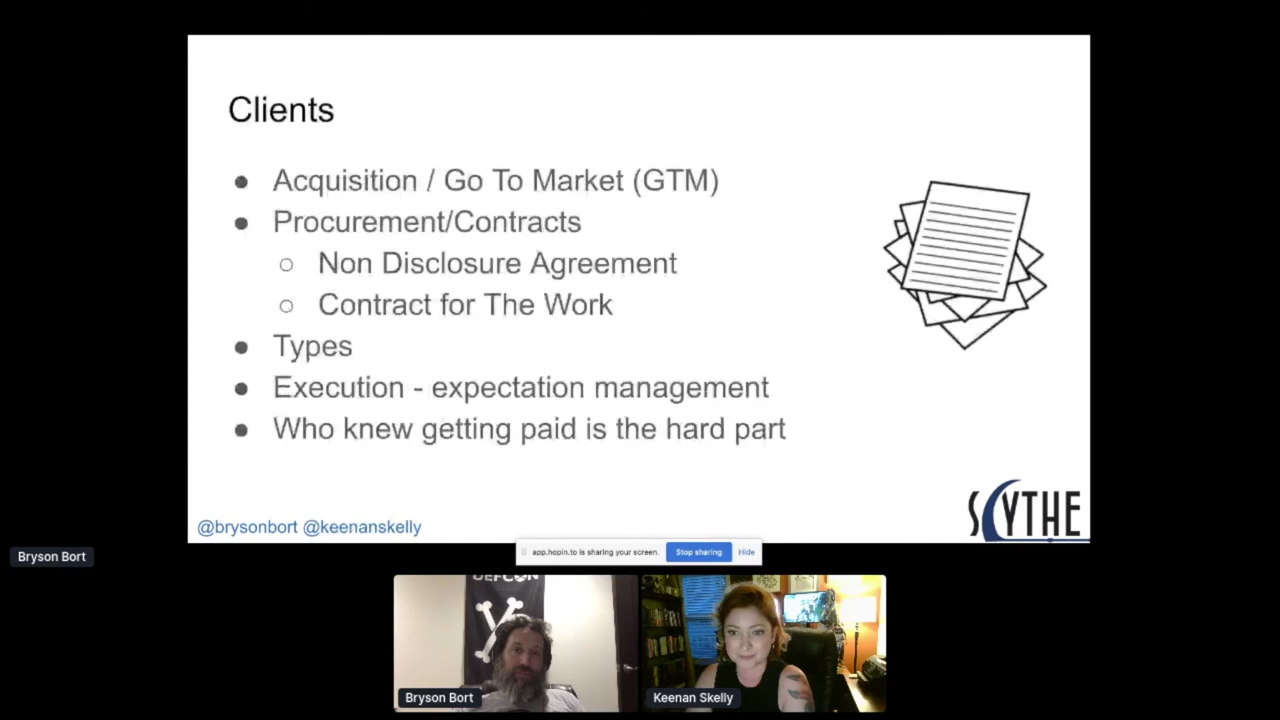 Clients
● Acquisition / Go To Market (GTM)
● Procurement/Contracts
○ Non Disclosure Agreement
○ Contract for The Work
● Types
● Execution - expectation management
● Who knew getting paid is the hard part
SCYTHE
@brysonbort @keenanskelly
app.hopin.to is sharing your screen. Stop sharing Hide
Bryson Bort
DEFCON
Bryson Bort
Keenan Skelly